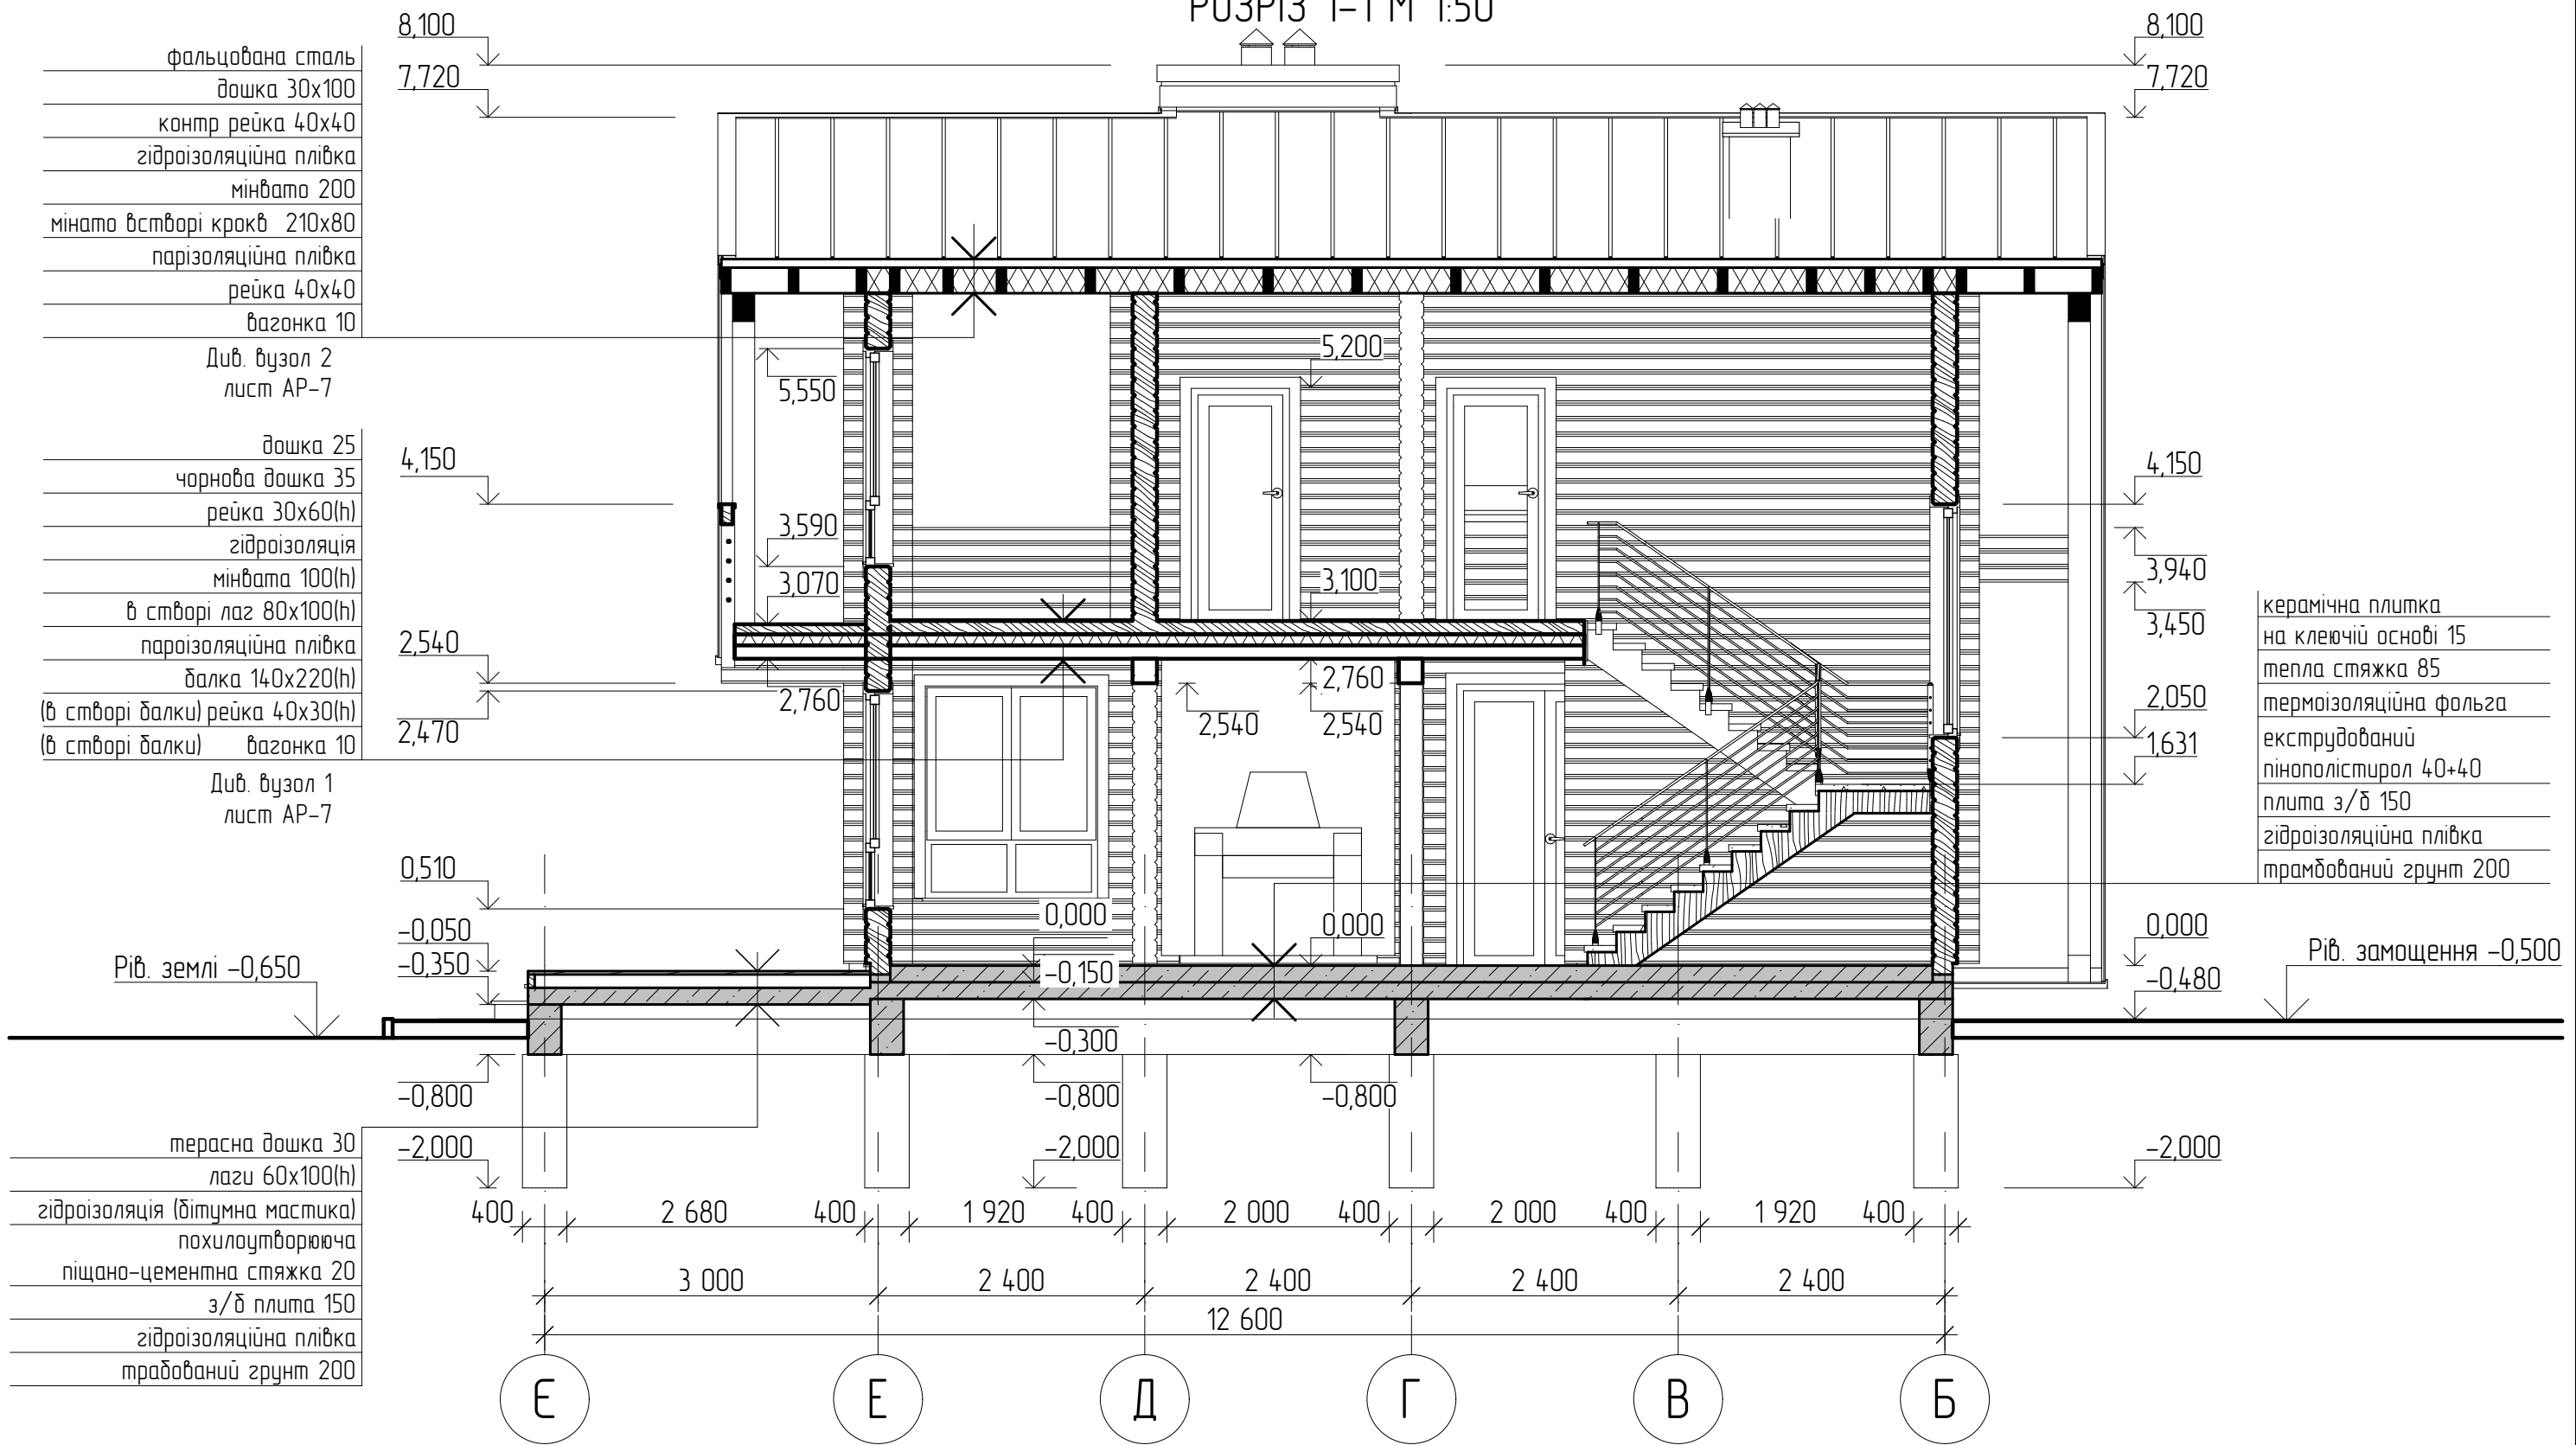 РОЗРІЗ 1-1 М 1:50
8,100
7,720
8,100
7,720
фальцована сталь
дошка 30х100
контр рейка 40х40
гідроізоляційна плівка
мінвато 200
мінато встворі крокв 210х80
парізоляційна плівка
рейка 40х40
вагонка 10
Див. вузол 2
лист АР-7
дошка 25
чорнова дошка 35
рейка 30х60(h)
гідроізоляція
мінвата 100(h)
в створі лаг 80х100(h)
пароізоляційна плівка
балка 140х220(h)
(в створі балки) рейка 40х30(h)
(в створі балки) вагонка 10
Див. вузол 1
лист АР-7
4,150
2,540
2,470
0,510
-0,050
-0,350
Рів. землі -0,650
-0,800
-2,000
5,550
3,590
3,070
2,760
5,200
3,100
2,760
2,540
2,540
0,000
-0,150
0,000
-0,300
-0,800
-0,800
-2,000
4,150
3,940
3,450
2,050
1,631
0,000
-0,480
Рів. замощення -0,500
-2,000
керамічна плитка
на клеючій основі 15
тепла стяжка 85
термоізоляційна фольга
екструдований
пінополістирол 40+40
плита з/б 150
гідроізоляційна плівка
трамбований грунт 200
терасна дошка 30
лаги 60х100(h)
гідроізоляція (бітумна мастика)
похилоутворююча
піщано-цементна стяжка 20
з/б плита 150
гідроізоляційна плівка
трабований грунт 200
400 2 680 400 1 920 400 2 000 400 2 000 400 1 920 400
3 000 2 400 2 400 2 400 2 400
12 600
Є Е Д Г В Б